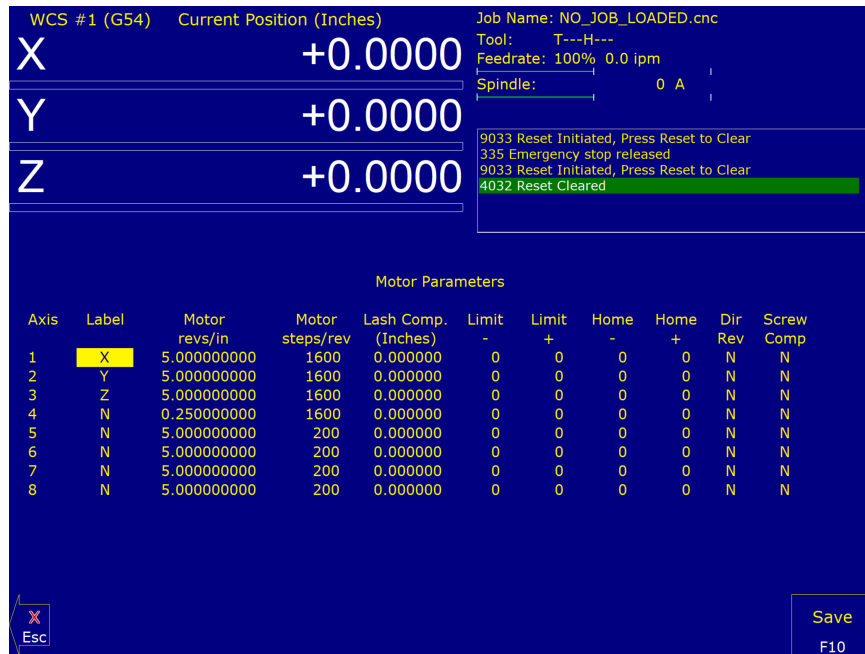 WCS #1 (G54) Current Position (Inches)
X +0.0000
Y +0.0000
Z +0.0000
Job Name: NO_JOB_LOADED.cnc
Tool: T---H---
Feedrate: 100% 0.0 ipm
Spindle: 0 A
9033 Reset Initiated, Press Reset to Clear
335 Emergency stop released
9033 Reset Initiated, Press Reset to Clear
4032 Reset Cleared
Motor Parameters
Axis Label Motor Motor Lash Comp. Limit Limit Home Home Dir Screw
revs/in steps/rev (Inches) - + - + Rev Comp
1 X 5.000000000 1600 0.000000 0 0 0 0 N N
2 Y 5.000000000 1600 0.000000 0 0 0 0 N N
3 Z 5.000000000 1600 0.000000 0 0 0 0 N N
4 N 0.250000000 1600 0.000000 0 0 0 0 N N
5 N 5.000000000 200 0.000000 0 0 0 0 N N
6 N 5.000000000 200 0.000000 0 0 0 0 N N
7 N 5.000000000 200 0.000000 0 0 0 0 N N
8 N 5.000000000 200 0.000000 0 0 0 0 N N
X
Esc
Save
F10